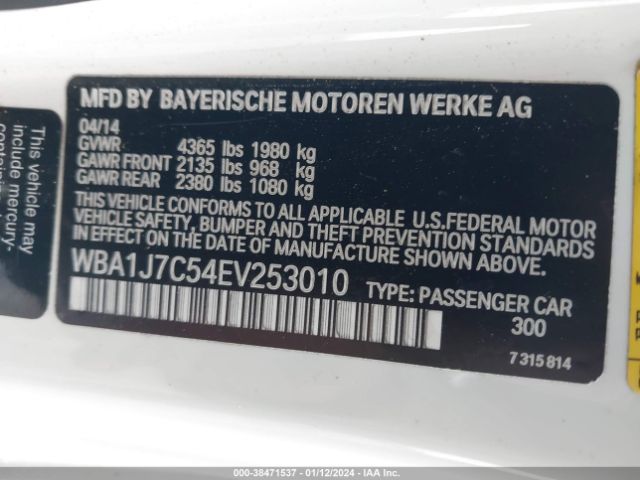 MFD BY BAYERISCHE MOTOREN WERKE AG
04/14
GVWR 4365 lbs 1980 kg
GAWR FRONT 2135 lbs 968 kg
GAWR REAR 2380 lbs 1080 kg
THIS VEHICLE CONFORMS TO ALL APPLICABLE U.S.FEDERAL MOTOR
VEHICLE SAFETY, BUMPER AND THEFT PREVENTION STANDARDS
IN EFFECT ON THE DATE OF MANUFACTURE SHOWN ABOVE.
WBA1J7C54EV253010 TYPE: PASSENGER CAR
300
7 315 814
This vehicle may
include mercury-
000-38471537 - 01/12/2024 - IAA Inc.